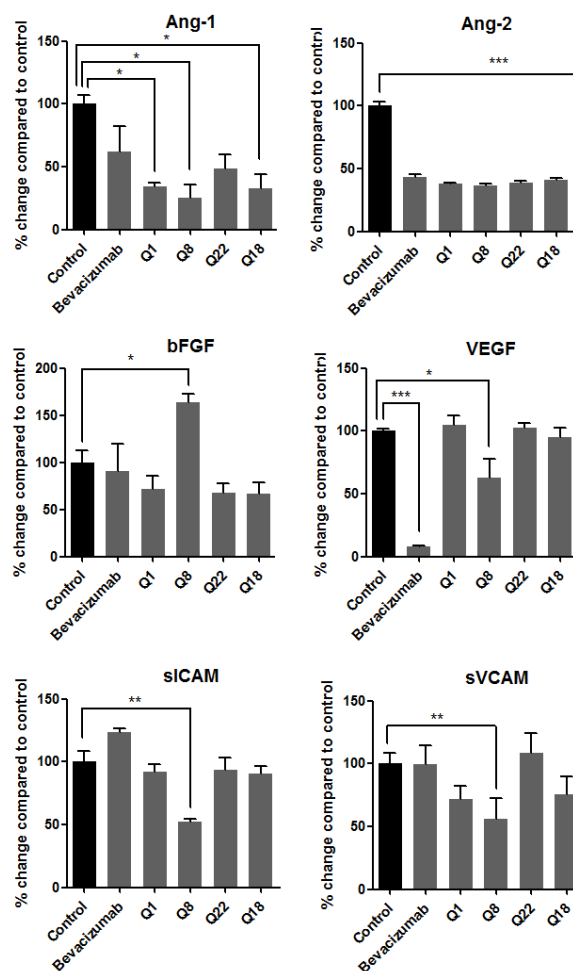 Ang-1
% change compared to control
150
100
50
0
*
*
*
Control
Bevacizumab
Q1
Q8
Q22
Q18
Ang-2
% change compared to control
150
100
50
0
***
Control
Bevacizumab
Q1
Q8
Q22
Q18
bFGF
% change compared to control
200
150
100
50
0
*
Control
Bevacizumab
Q1
Q8
Q22
Q18
VEGF
% change compared to control
150
100
50
0
*
***
Control
Bevacizumab
Q1
Q8
Q22
Q18
sICAM
% change compared to control
150
100
50
0
**
Control
Bevacizumab
Q1
Q8
Q22
Q18
sVCAM
% change compared to control
150
100
50
0
**
Control
Bevacizumab
Q1
Q8
Q22
Q18